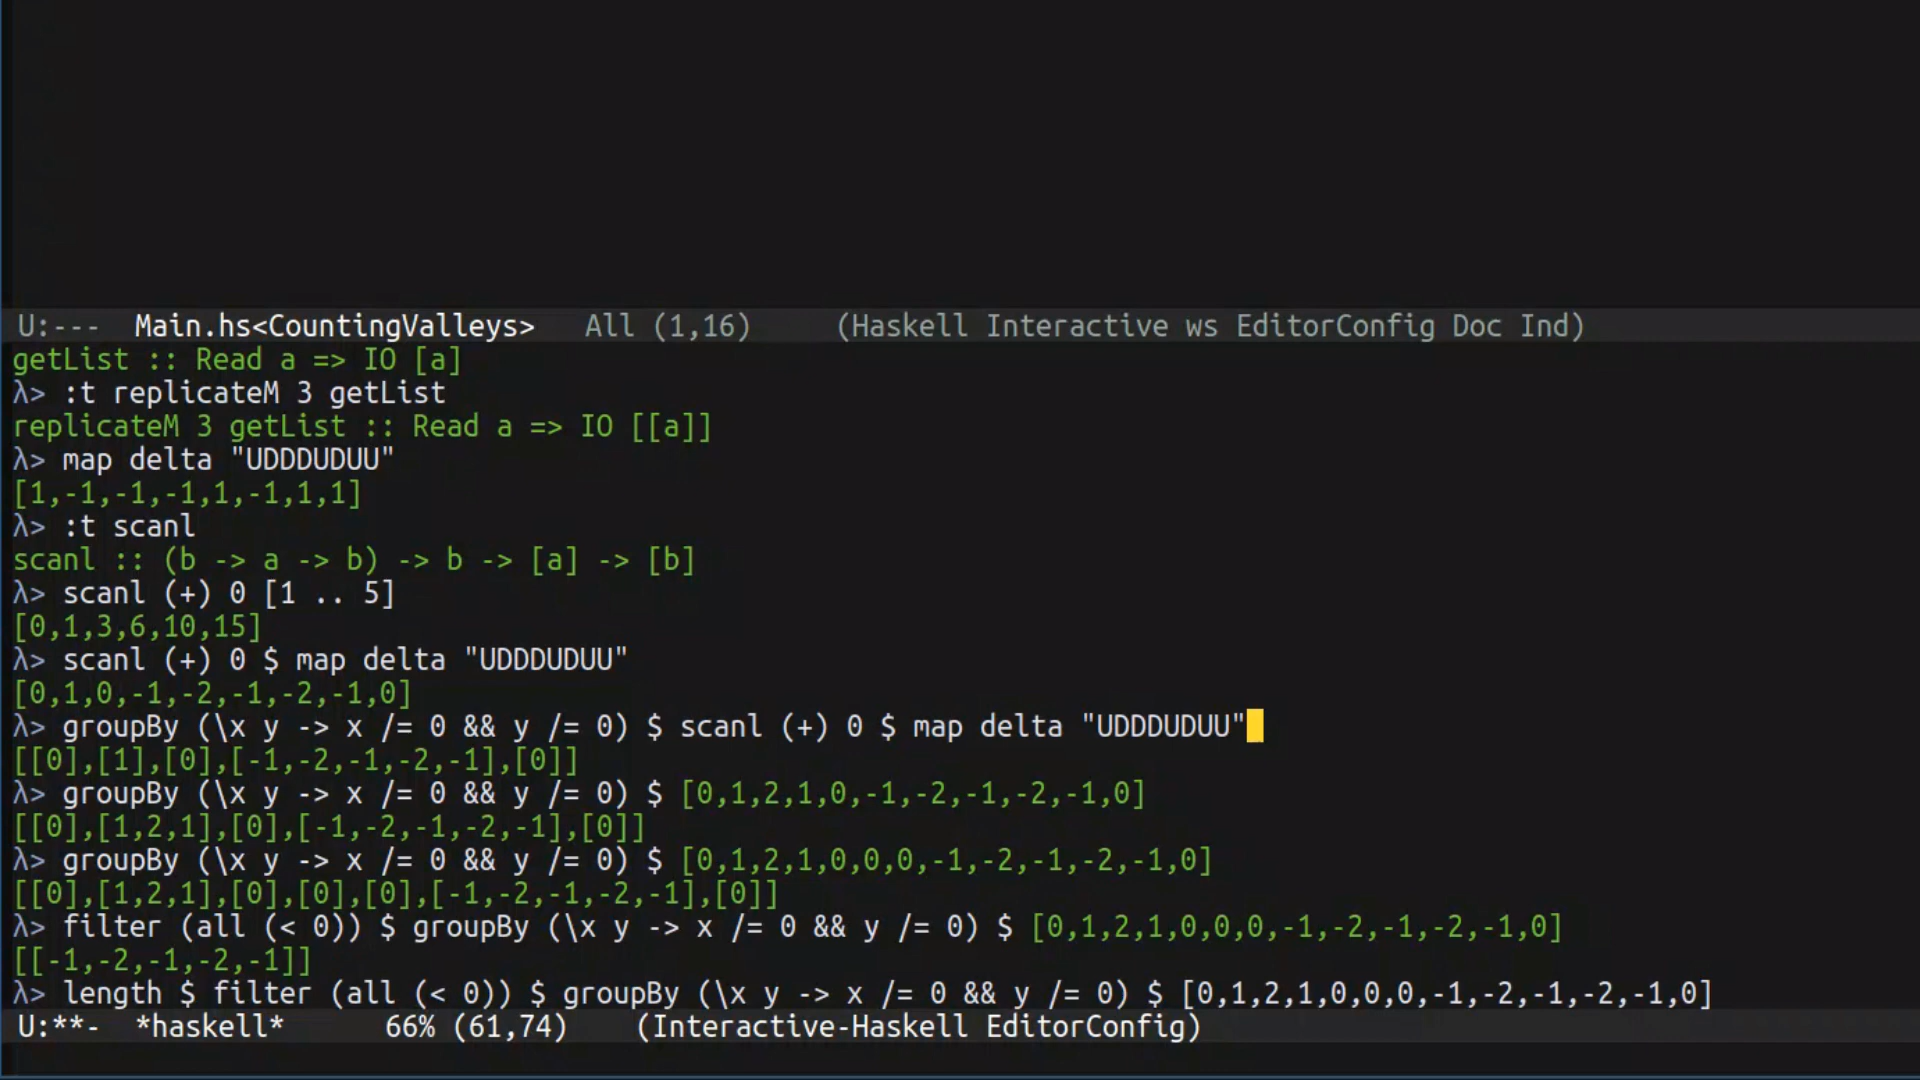 U:---  Main.hs<CountingValleys>   All (1,16)     (Haskell Interactive ws EditorConfig Doc Ind)
getList :: Read a => IO [a]
λ> :t replicateM 3 getList
replicateM 3 getList :: Read a => IO [[a]]
λ> map delta "UDDDUDUU"
[1,-1,-1,-1,1,-1,1,1]
λ> :t scanl
scanl :: (b -> a -> b) -> b -> [a] -> [b]
λ> scanl (+) 0 [1 .. 5]
[0,1,3,6,10,15]
λ> scanl (+) 0 $ map delta "UDDDUDUU"
[0,1,0,-1,-2,-1,-2,-1,0]
λ> groupBy (\x y -> x /= 0 && y /= 0) $ scanl (+) 0 $ map delta "UDDDUDUU"
[[0],[1],[0],[-1,-2,-1,-2,-1],[0]]
λ> groupBy (\x y -> x /= 0 && y /= 0) $ [0,1,2,1,0,-1,-2,-1,-2,-1,0]
[[0],[1,2,1],[0],[-1,-2,-1,-2,-1],[0]]
λ> groupBy (\x y -> x /= 0 && y /= 0) $ [0,1,2,1,0,0,0,-1,-2,-1,-2,-1,0]
[[0],[1,2,1],[0],[0],[0],[-1,-2,-1,-2,-1],[0]]
λ> filter (all (< 0)) $ groupBy (\x y -> x /= 0 && y /= 0) $ [0,1,2,1,0,0,0,-1,-2,-1,-2,-1,0]
[[-1,-2,-1,-2,-1]]
λ> length $ filter (all (< 0)) $ groupBy (\x y -> x /= 0 && y /= 0) $ [0,1,2,1,0,0,0,-1,-2,-1,-2,-1,0]
U:**-  *haskell*      66% (61,74)    (Interactive-Haskell EditorConfig)